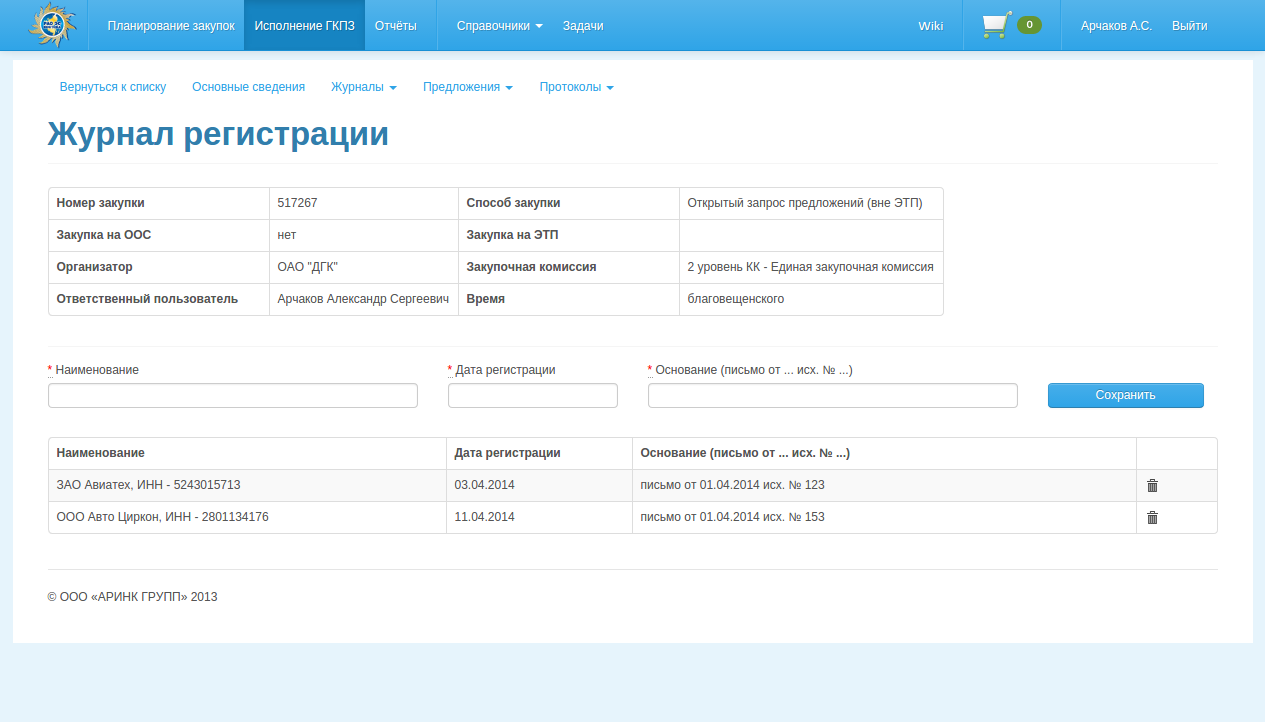 Планирование закупок Исполнение ГКПЗ Отчёты Справочники Задачи Wiki 0 Арчаков А.С. Выйти
Вернуться к списку Основные сведения Журналы Предложения Протоколы
Журнал регистрации
Номер закупки 517267 Способ закупки Открытый запрос предложений (вне ЭТП)
Закупка на ООС нет Закупка на ЭТП
Организатор ОАО "ДГК" Закупочная комиссия 2 уровень КК - Единая закупочная комиссия
Ответственный пользователь Арчаков Александр Сергеевич Время благовещенского
* Наименование * Дата регистрации * Основание (письмо от ... исх. № ...)
Сохранить
Наименование Дата регистрации Основание (письмо от ... исх. № ...)
ЗАО Авиатех, ИНН - 5243015713 03.04.2014 письмо от 01.04.2014 исх. № 123
ООО Авто Циркон, ИНН - 2801134176 11.04.2014 письмо от 01.04.2014 исх. № 153
© ООО «АРИНК ГРУПП» 2013